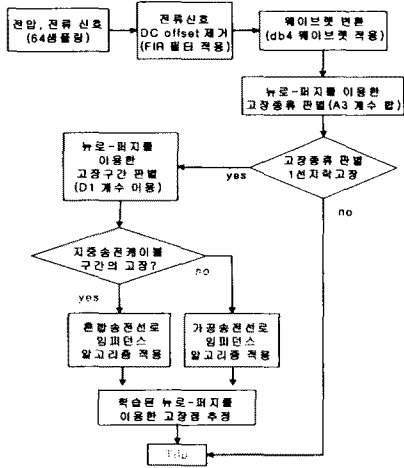 전압, 전류 신호
(64샘플링)
전류신호
DC offset 제거
(FIR 필터 적용)
웨이브렛 변환
(db4 웨이브렛 적용)
뉴로-퍼지를 이용한
고장종류 판별(A3 계수 합)
뉴로-퍼지를
이용한
고장구간 판별
(D1 계수 이용)
yes
고장종류 판별
1선지락고장
no
지중송전케이블
구간의 고장?
no
yes
혼합송전선로
임피던스
알고리즘 적용
가공송전선로
임피던스
알고리즘 적용
학습된 뉴로-퍼지를
이용한 고장점 추정
Trip